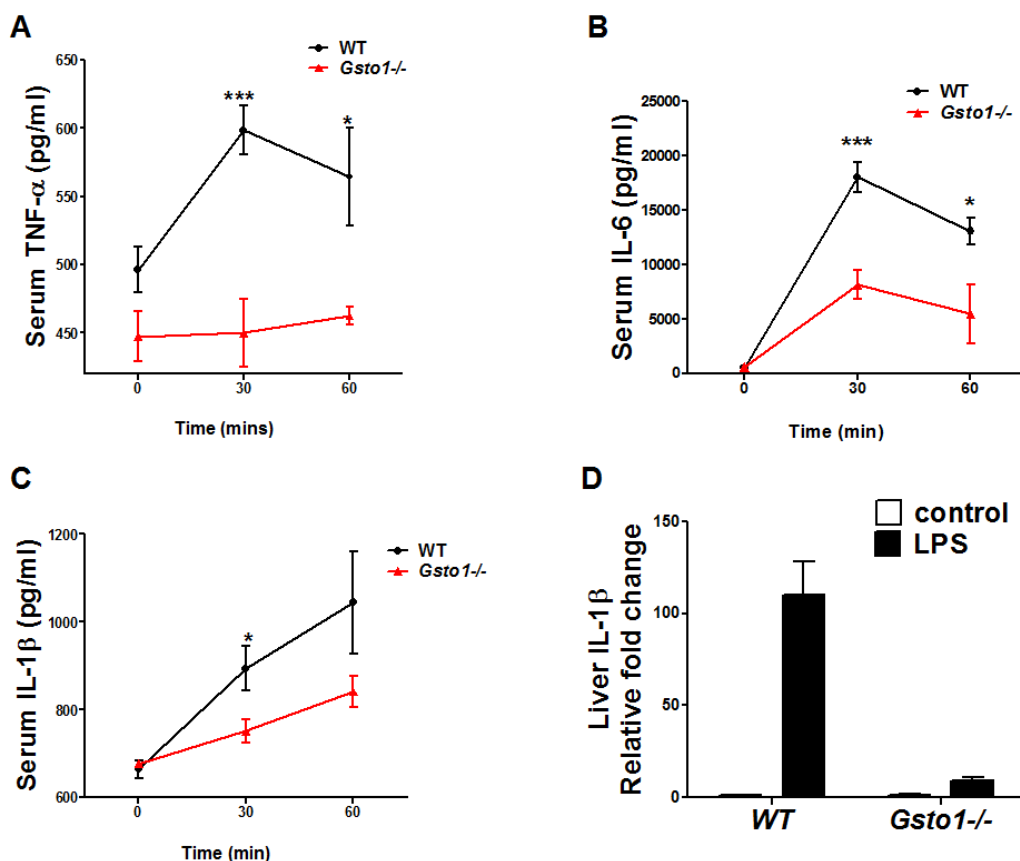 A
WT
Gsto1-/-
Serum TNF-α (pg/ml)
650
600
550
500
450
***
*
0 30 60
Time (mins)
B
WT
Gsto1-/-
Serum IL-6 (pg/ml)
25000
20000
15000
10000
5000
0
***
*
0 30 60
Time (min)
C
WT
Gsto1-/-
Serum IL-1β (pg/ml)
1200
1000
800
600
*
0 30 60
Time (min)
D
control
LPS
Liver IL-1β
Relative fold change
150
100
50
0
WT Gsto1-/-